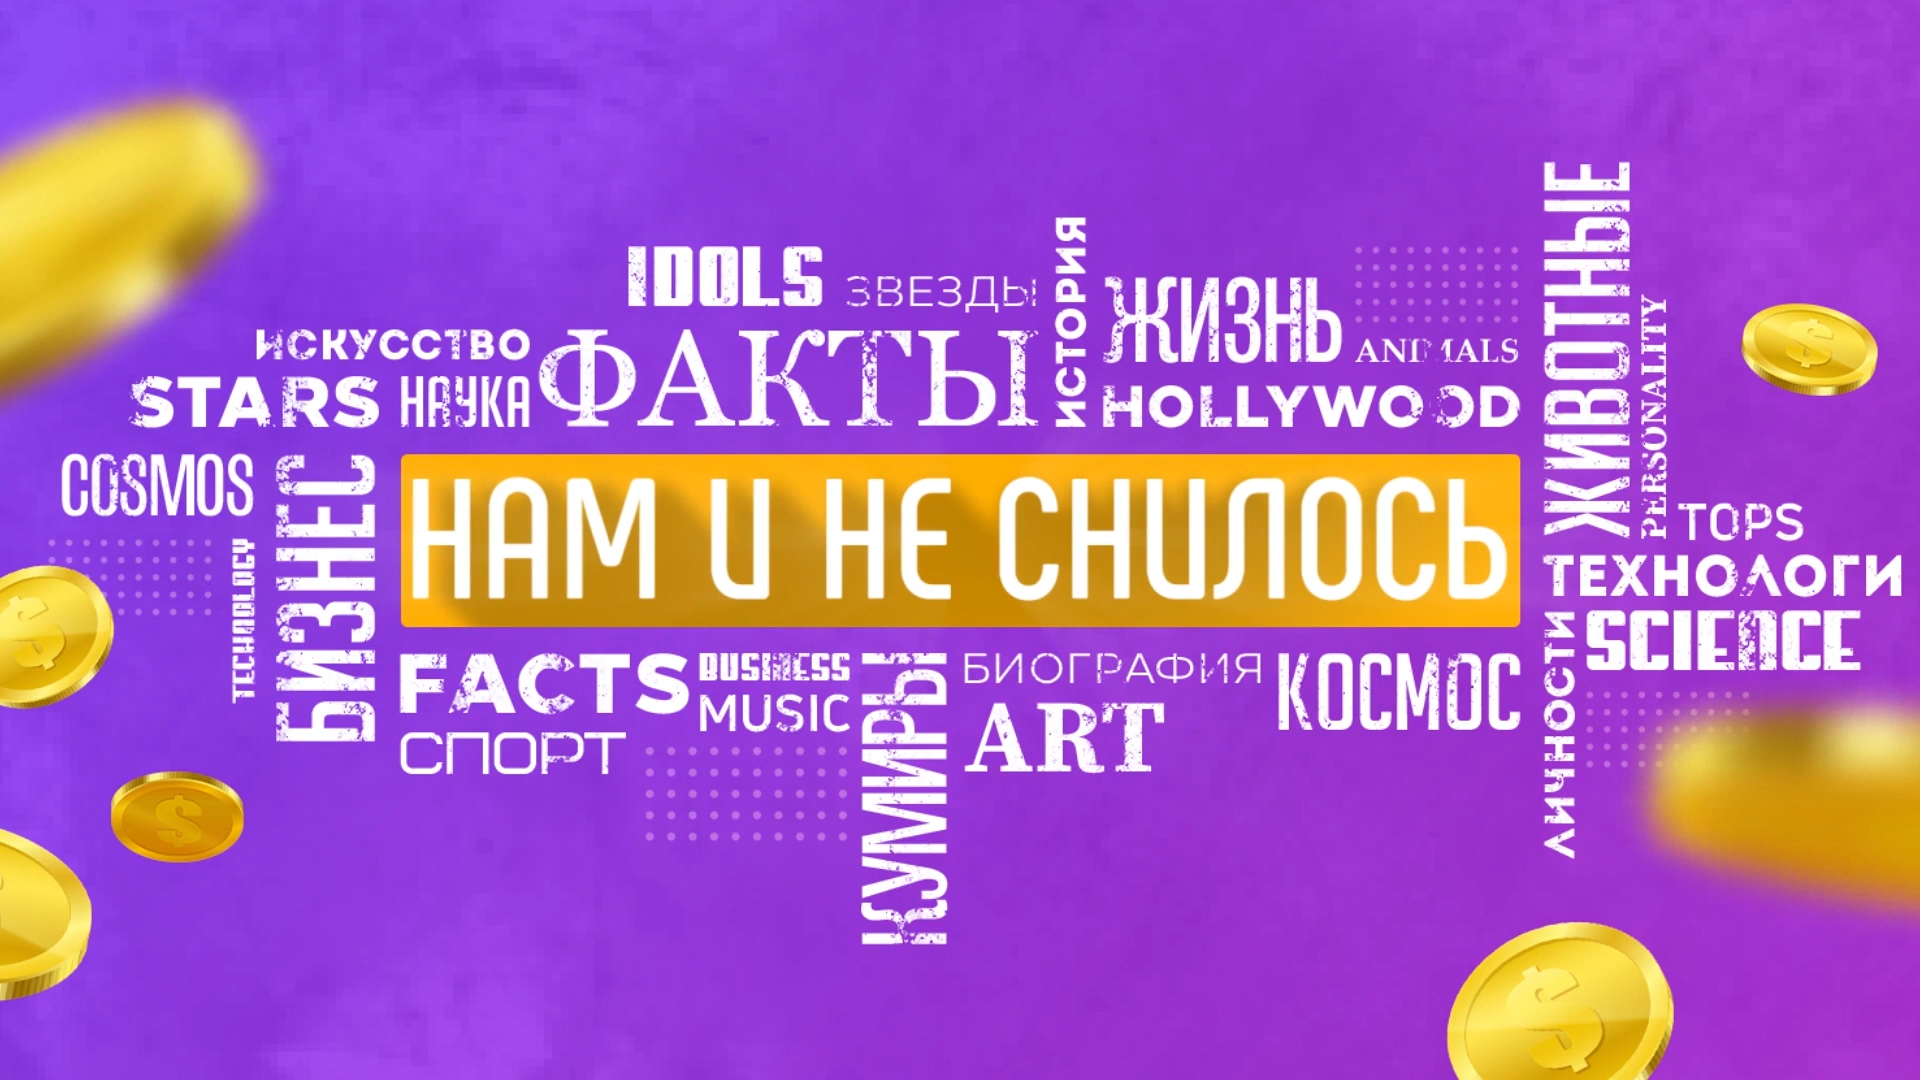 IDOLS
ЗВЕЗДЫ
ИСТОРИЯ
ЖИЗНЬ
ANIMALS
ЖИВОТНЫЕ
PERSONALITY
ИСКУССТВО
ФАКТЫ
STARS
НАУКА
HOLLYWOOD
COSMOS
TECHNOLOGY
БИЗНЕС
НАМ И НЕ СНИЛОСЬ
TOPS
ТЕХНОЛОГИ
SCIENCE
ЛИЧНОСТИ
FACTS
BUSINESS
MUSIC
СПОРТ
КУМИРЫ
БИОГРАФИЯ
ART
КОСМОС